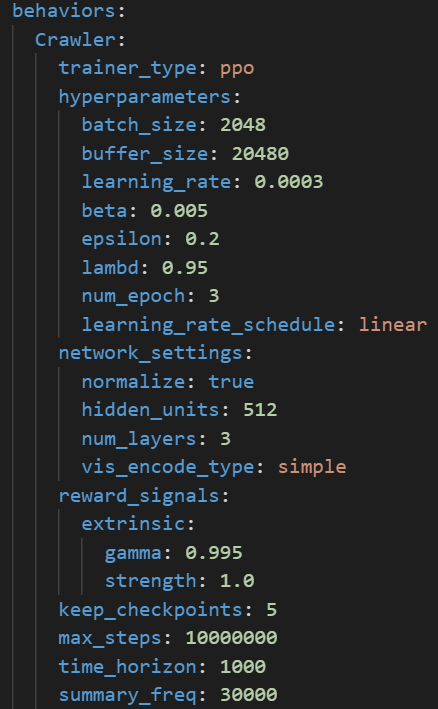 behaviors:
  Crawler:
    trainer_type: ppo
    hyperparameters:
      batch_size: 2048
      buffer_size: 20480
      learning_rate: 0.0003
      beta: 0.005
      epsilon: 0.2
      lambd: 0.95
      num_epoch: 3
      learning_rate_schedule: linear
    network_settings:
      normalize: true
      hidden_units: 512
      num_layers: 3
      vis_encode_type: simple
    reward_signals:
      extrinsic:
        gamma: 0.995
        strength: 1.0
    keep_checkpoints: 5
    max_steps: 10000000
    time_horizon: 1000
    summary_freq: 30000